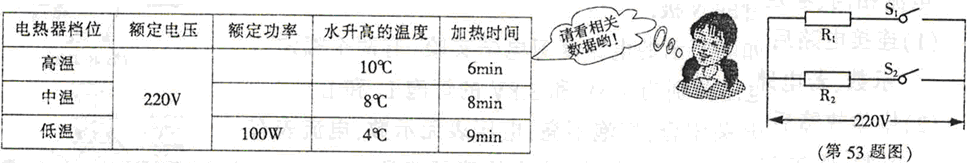 电热器档位 额定电压 额定功率 水升高的温度 加热时间
高温 10℃ 6min
中温 220V 8℃ 8min
低温 100W 4℃ 9min
请看相关
数据哟!
R₁ S₁
R₂ S₂
220V
(第 53 题图)